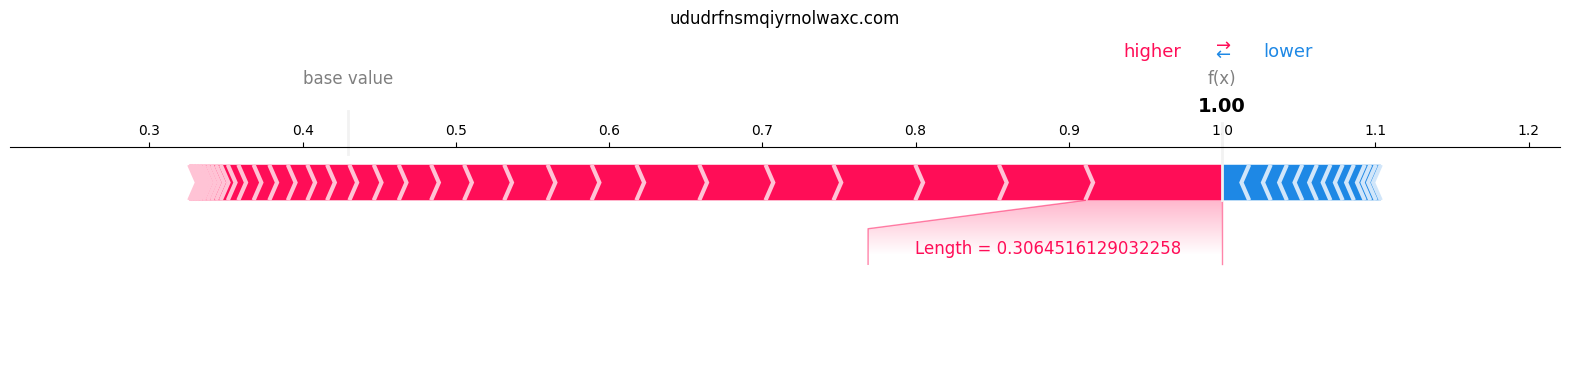 ududrfnsmqiyrnolwaxc.com
higher ⇄ lower
base value f(x)
1.00
0.3 0.4 0.5 0.6 0.7 0.8 0.9 1.0 1.1 1.2
Length = 0.3064516129032258